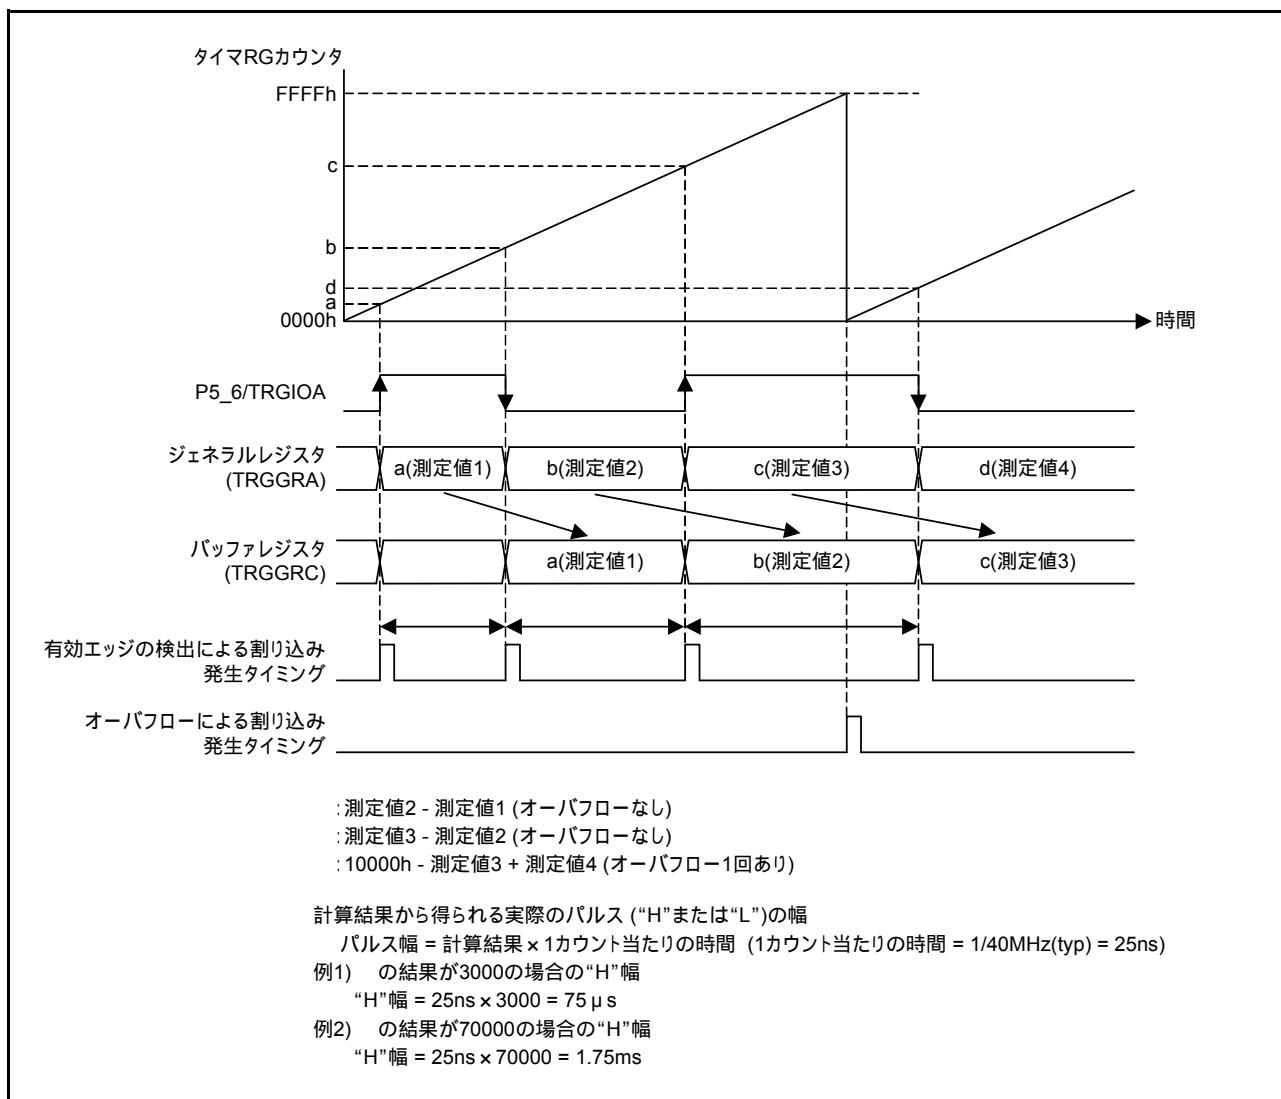 タイマRGカウンタ
FFFFh
c
b
d
a
0000h
時間
P5_6/TRGIOA
ジェネラルレジスタ
(TRGGRA)
a(測定値1)
b(測定値2)
c(測定値3)
d(測定値4)
バッファレジスタ
(TRGGRC)
a(測定値1)
b(測定値2)
c(測定値3)
有効エッジの検出による割り込み
発生タイミング
オーバフローによる割り込み
発生タイミング
:測定値2 - 測定値1 (オーバフローなし)
:測定値3 - 測定値2 (オーバフローなし)
:10000h - 測定値3 + 測定値4 (オーバフロー1回あり)
計算結果から得られる実際のパルス (“H”または“L”)の幅
パルス幅 = 計算結果 × 1カウント当たりの時間 (1カウント当たりの時間 = 1/40MHz(typ) = 25ns)
例1) の結果が3000の場合の“H”幅
“H”幅 = 25ns × 3000 = 75μs
例2) の結果が70000の場合の“H”幅
“H”幅 = 25ns × 70000 = 1.75ms